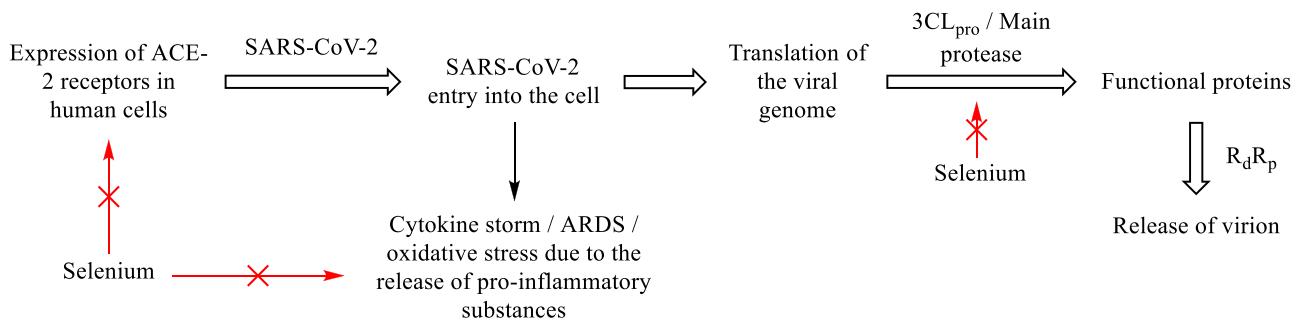 Expression of ACE-
2 receptors in
human cells
SARS-CoV-2
SARS-CoV-2
entry into the cell
Translation of
the viral
genome
3CLpro / Main
protease
Functional proteins
Selenium
RdRp
Release of virion
Cytokine storm / ARDS /
oxidative stress due to the
release of pro-inflammatory
substances
Selenium